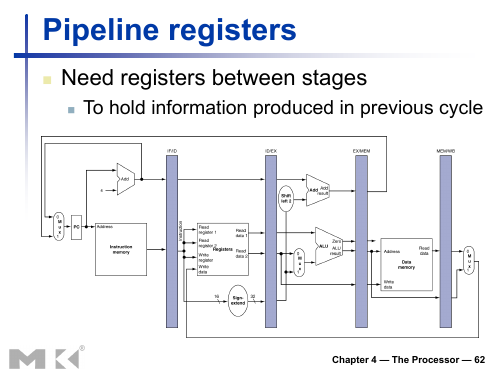 Pipeline registers
Need registers between stages
To hold information produced in previous cycle
IF/ID
ID/EX
EX/MEM
MEM/WB
Add
4
Shift
left 2
Add
Add
result
0
M
u
x
1
PC
Address
Instruction
memory
Instruction
Read
register 1
Read
register 2
Registers
Write
register
Write
data
Read
data 1
Read
data 2
0
M
u
x
1
Zero
ALU
ALU
result
Address
Read
data
Data
memory
Write
data
0
M
u
x
1
16
Sign-
extend
32
MK®
Chapter 4 — The Processor — 62